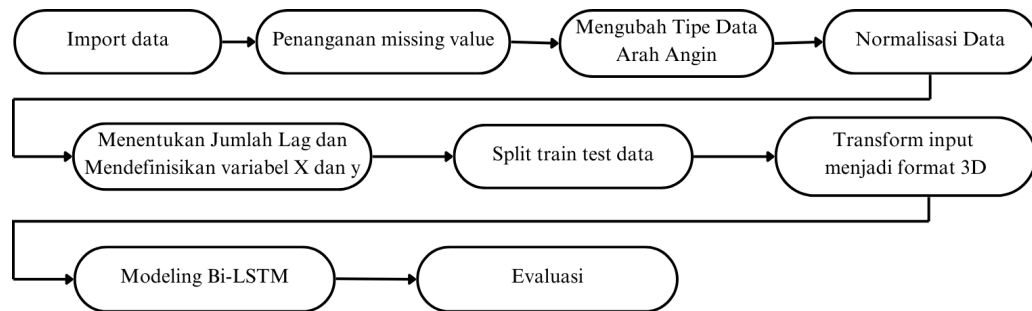 Import data
Penanganan missing value
Mengubah Tipe Data
Arah Angin
Normalisasi Data
Menentukan Jumlah Lag dan
Mendefinisikan variabel X dan y
Split train test data
Transform input
menjadi format 3D
Modeling Bi-LSTM
Evaluasi